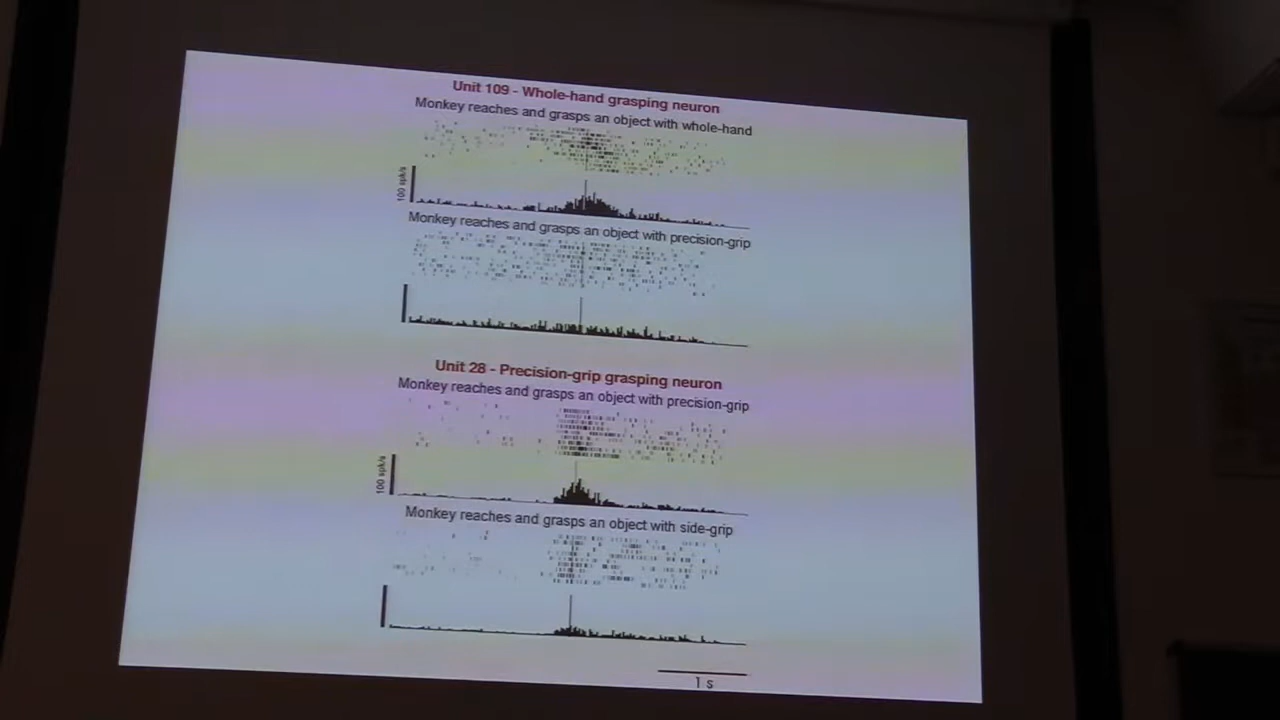 Unit 109 - Whole-hand grasping neuron
Monkey reaches and grasps an object with whole-hand
100 spk/s
Monkey reaches and grasps an object with precision-grip
Unit 28 - Precision-grip grasping neuron
Monkey reaches and grasps an object with precision-grip
100 spk/s
Monkey reaches and grasps an object with side-grip
1 s